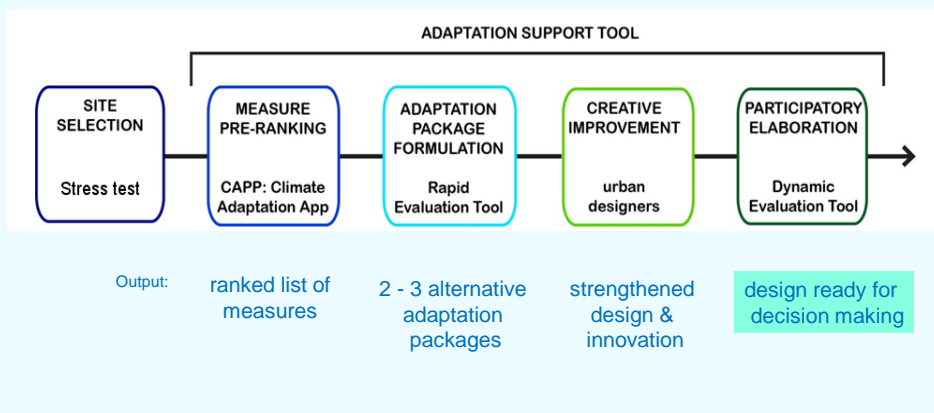 ADAPTATION SUPPORT TOOL
SITE
SELECTION
Stress test
MEASURE
PRE-RANKING
CAPP: Climate
Adaptation App
ADAPTATION
PACKAGE
FORMULATION
Rapid
Evaluation Tool
CREATIVE
IMPROVEMENT
urban
designers
PARTICIPATORY
ELABORATION
Dynamic
Evaluation Tool
Output:
ranked list of
measures
2 - 3 alternative
adaptation
packages
strengthened
design &
innovation
design ready for
decision making